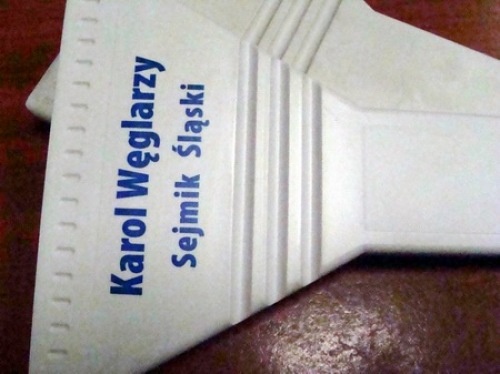 Karol Węglarzy
Sejmik Śląski